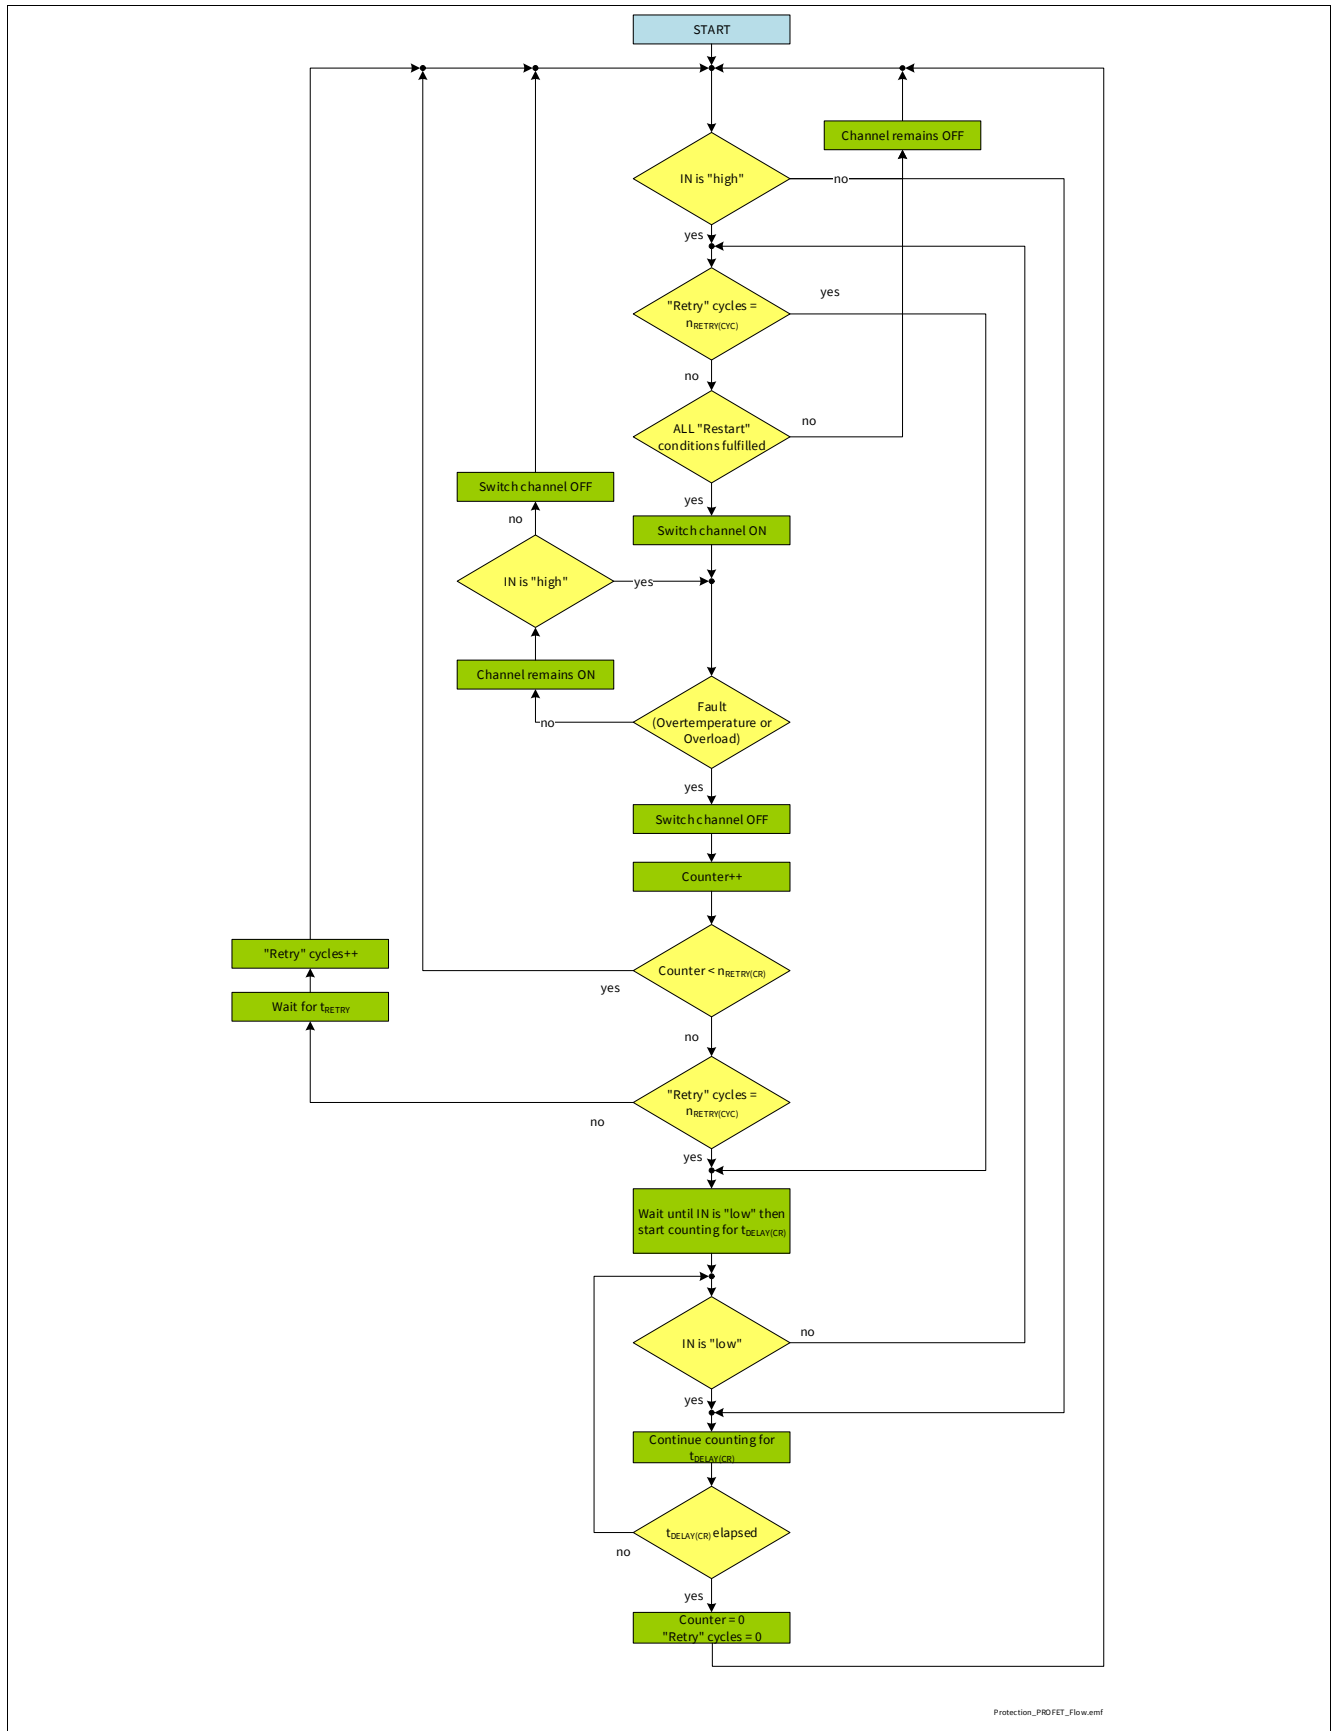 START
Channel remains OFF
IN is "high"
no
yes
"Retry" cycles =
nRETRY(CYC)
yes
no
ALL "Restart"
conditions fulfilled
no
yes
Switch channel OFF
no
Switch channel ON
IN is "high"
yes
Channel remains ON
Fault
(Overtemperature or
Overload)
no
yes
Switch channel OFF
Counter++
"Retry" cycles++
Counter < nRETRY(CR)
yes
Wait for tRETRY
no
"Retry" cycles =
nRETRY(CYC)
no
yes
Wait until IN is "low" then
start counting for tDELAY(CR)
IN is "low"
no
yes
Continue counting for
tDELAY(CR)
tDELAY(CR) elapsed
no
yes
Counter = 0
"Retry" cycles = 0
Protection_PROFET_Flow.emf